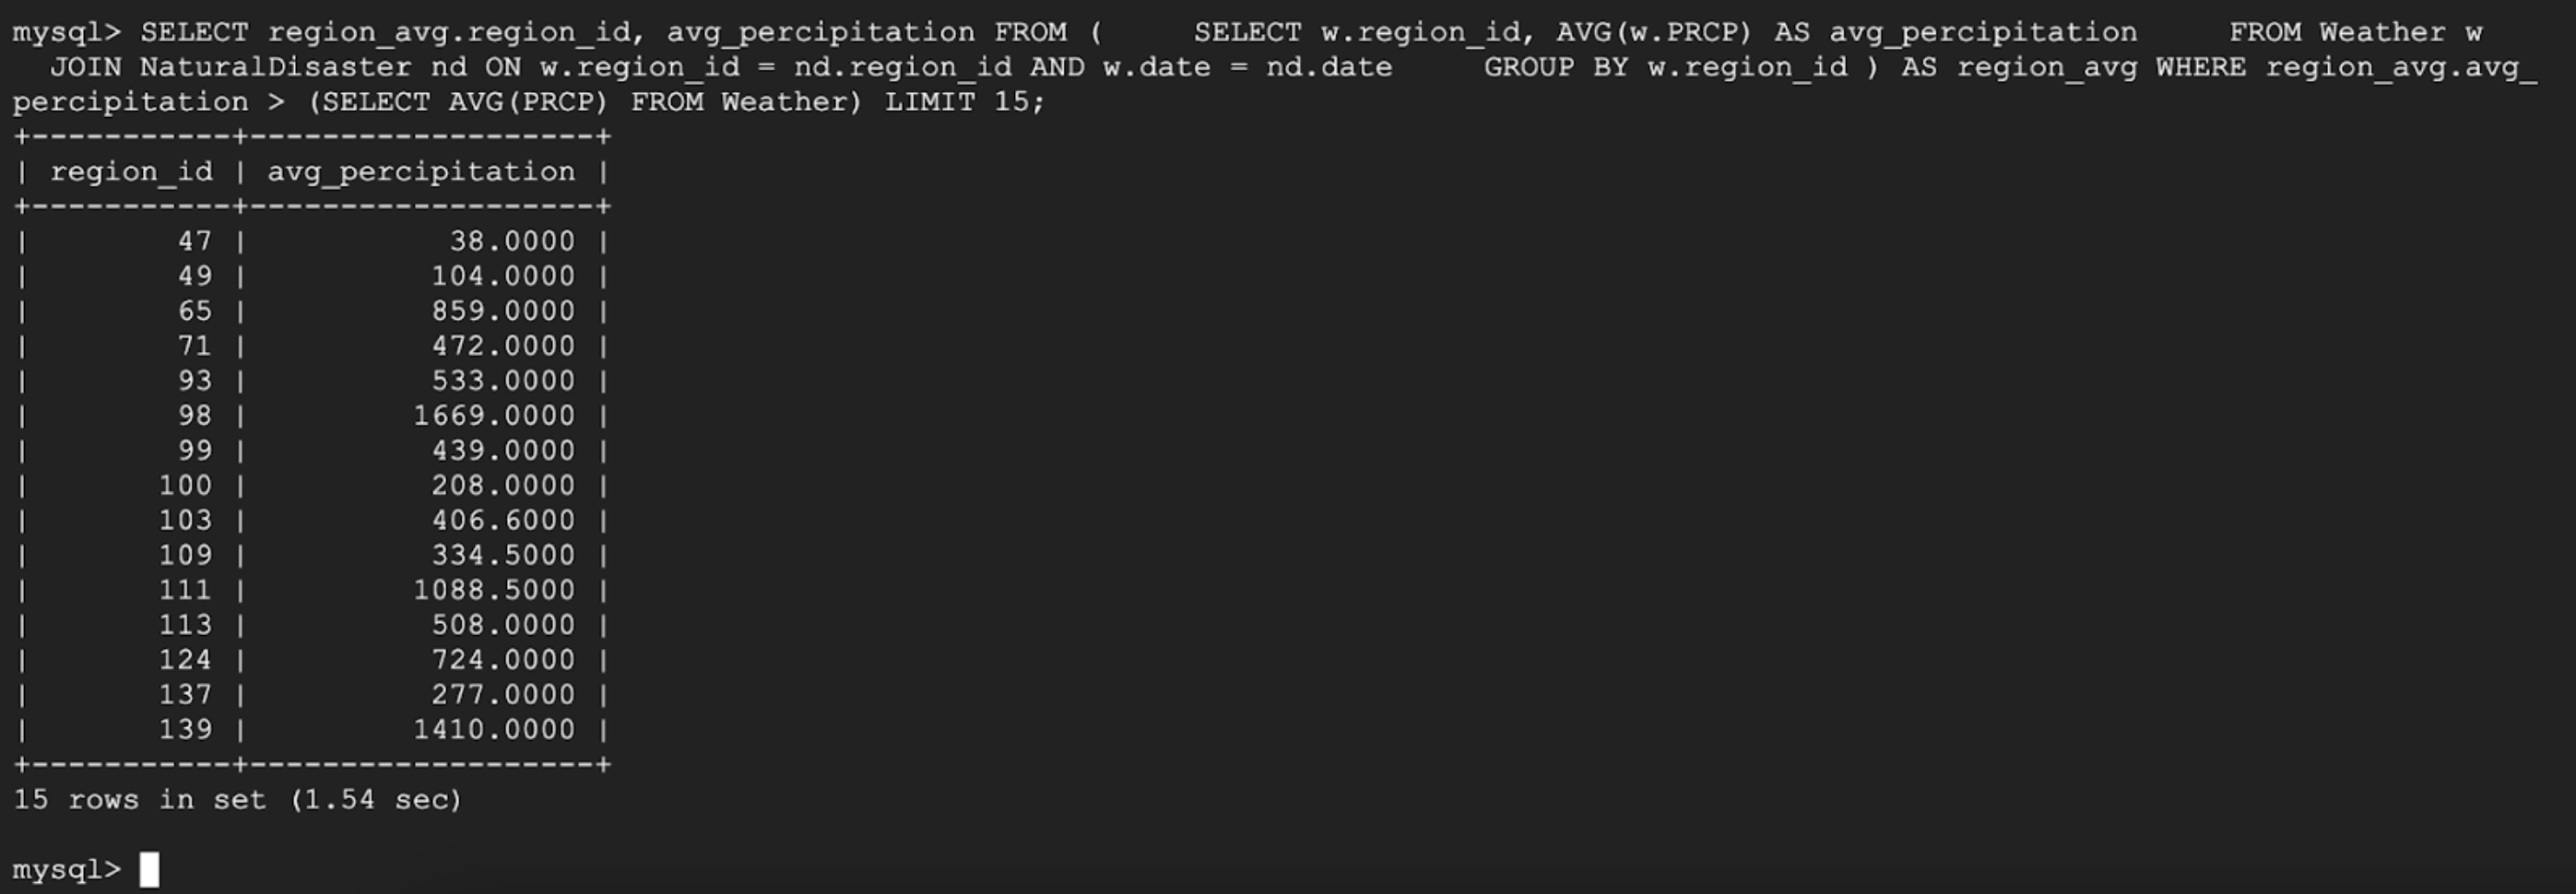 mysql> SELECT region_avg.region_id, avg_percipitation FROM (     SELECT w.region_id, AVG(w.PRCP) AS avg_percipitation     FROM Weather w
  JOIN NaturalDisaster nd ON w.region_id = nd.region_id AND w.date = nd.date     GROUP BY w.region_id ) AS region_avg WHERE region_avg.avg_
percipitation > (SELECT AVG(PRCP) FROM Weather) LIMIT 15;
+-----------+-------------------+
| region_id | avg_percipitation |
+-----------+-------------------+
|        47 |           38.0000 |
|        49 |          104.0000 |
|        65 |          859.0000 |
|        71 |          472.0000 |
|        93 |          533.0000 |
|        98 |         1669.0000 |
|        99 |          439.0000 |
|       100 |          208.0000 |
|       103 |          406.6000 |
|       109 |          334.5000 |
|       111 |         1088.5000 |
|       113 |          508.0000 |
|       124 |          724.0000 |
|       137 |          277.0000 |
|       139 |         1410.0000 |
+-----------+-------------------+
15 rows in set (1.54 sec)
mysql>